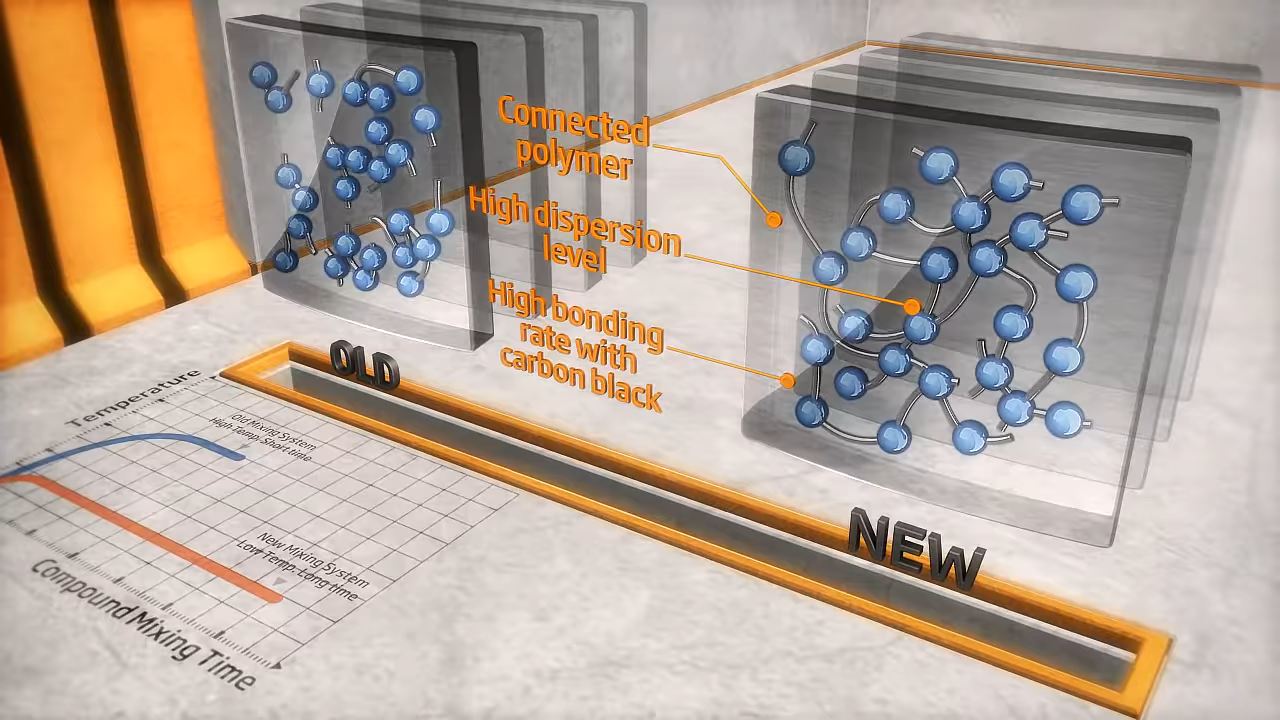 Connected
polymer
High dispersion
level
High bonding
rate with
carbon black
OLD
NEW
Temperature
Old Mixing System
High Temp.-Short time
New Mixing System
Low Temp.-Long time
Compound Mixing Time